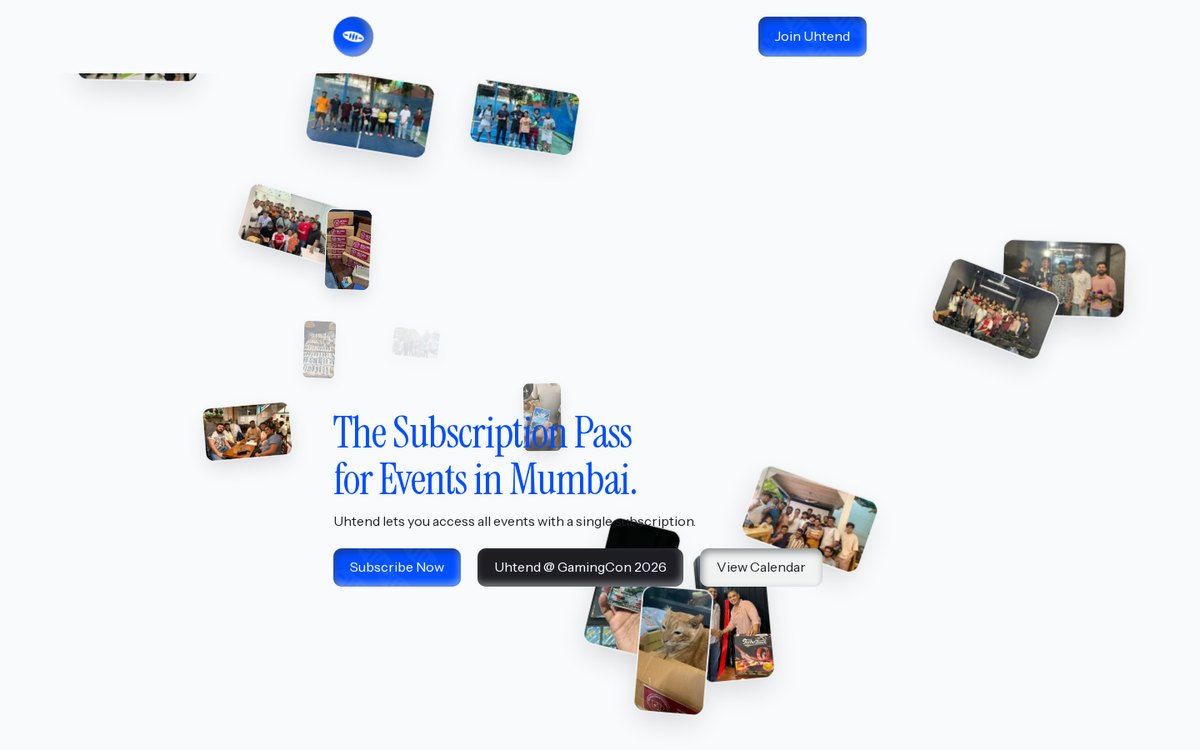 Join Uhtend
The Subscription Pass
for Events in Mumbai.
Uhtend lets you access all events with a single subscription.
Subscribe Now
Uhtend @ GamingCon 2026
View Calendar